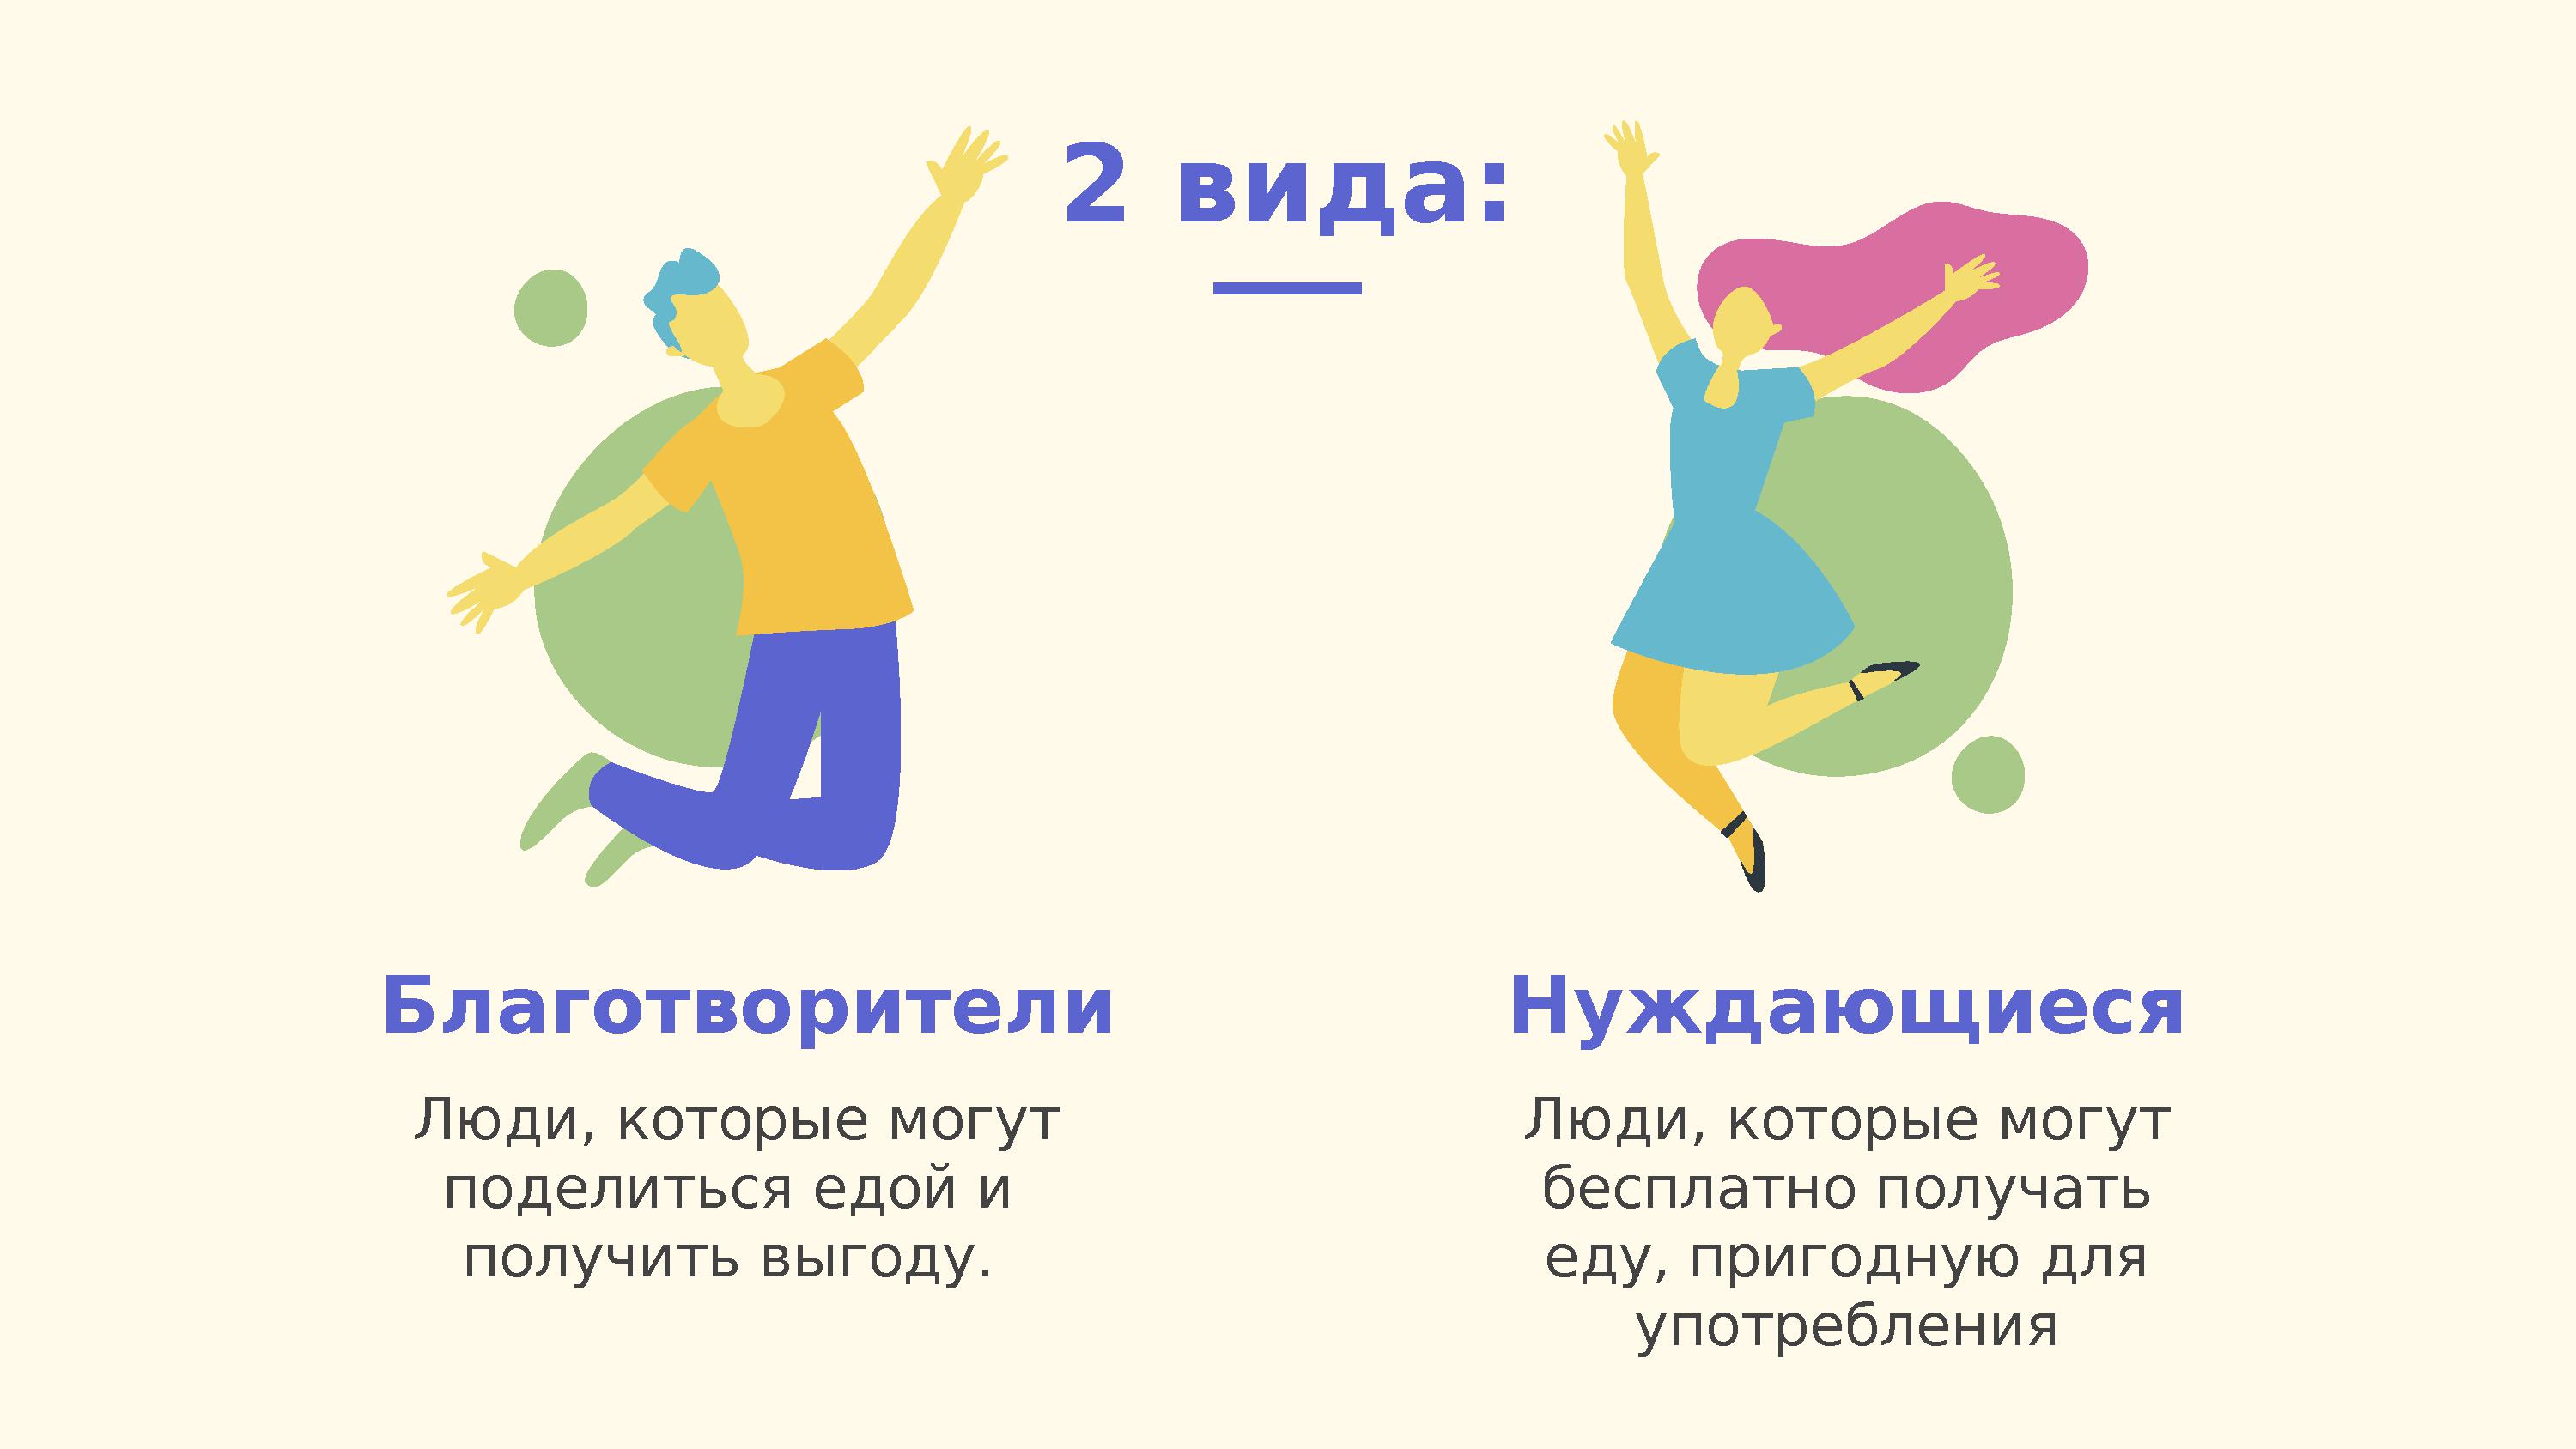 2 вида:
Благотворители
Люди, которые могут
поделиться едой и
получить выгоду.
Нуждающиеся
Люди, которые могут
бесплатно получать
еду, пригодную для
употребления